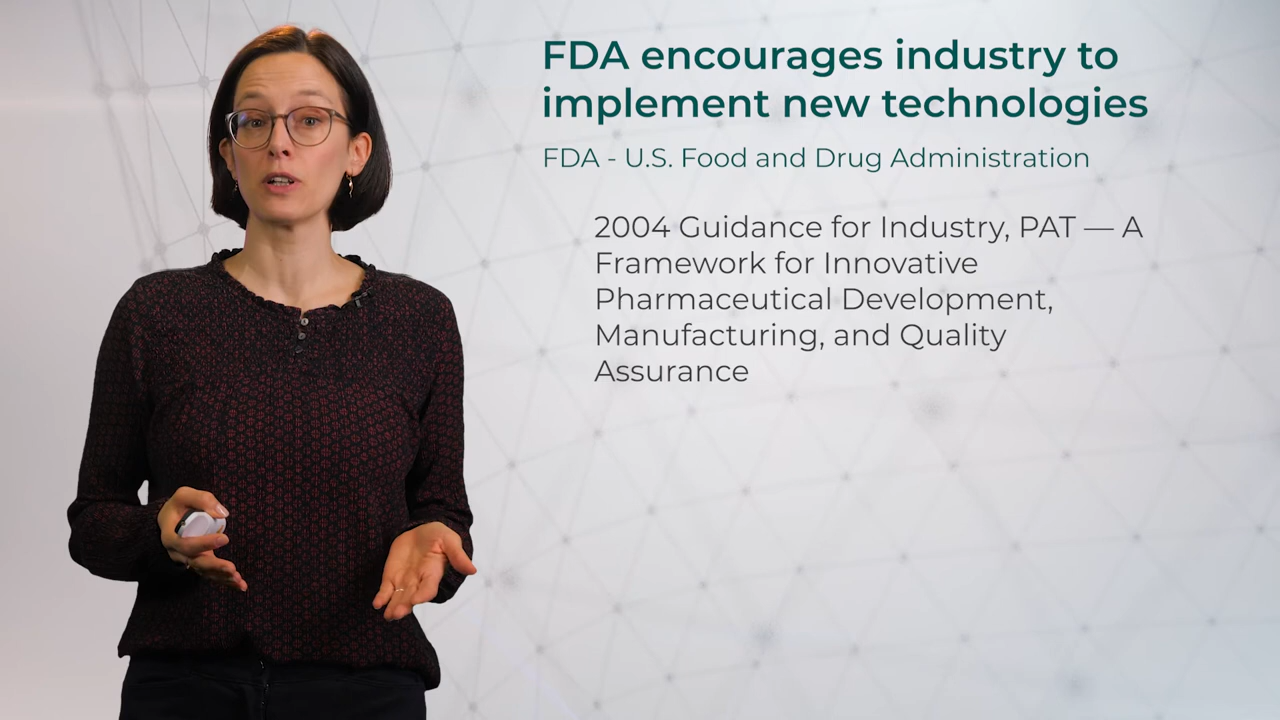 FDA encourages industry to
implement new technologies
FDA - U.S. Food and Drug Administration
2004 Guidance for Industry, PAT — A
Framework for Innovative
Pharmaceutical Development,
Manufacturing, and Quality
Assurance